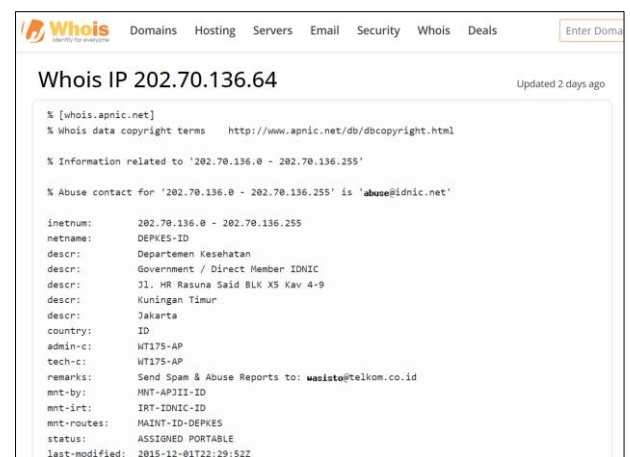 Whois
Identity for everyone
Domains Hosting Servers Email Security Whois Deals
Enter Doma
Whois IP 202.70.136.64
Updated 2 days ago
% [whois.apnic.net]
% Whois data copyright terms http://www.apnic.net/db/dbcopyright.html
% Information related to '202.70.136.0 - 202.70.136.255'
% Abuse contact for '202.70.136.0 - 202.70.136.255' is 'abuse@idnic.net'
inetnum: 202.70.136.0 - 202.70.136.255
netname: DEPKES-ID
descr: Departemen Kesehatan
descr: Government / Direct Member IDNIC
descr: Jl. HR Rasuna Said BLK X5 Kav 4-9
descr: Kuningan Timur
descr: Jakarta
country: ID
admin-c: WT175-AP
tech-c: WT175-AP
remarks: Send Spam & Abuse Reports to: wasisto@telkom.co.id
mnt-by: MNT-APJII-ID
mnt-irt: IRT-IDNIC-ID
mnt-routes: MAINT-ID-DEPKES
status: ASSIGNED PORTABLE
last-modified: 2015-12-01T22:29:52Z